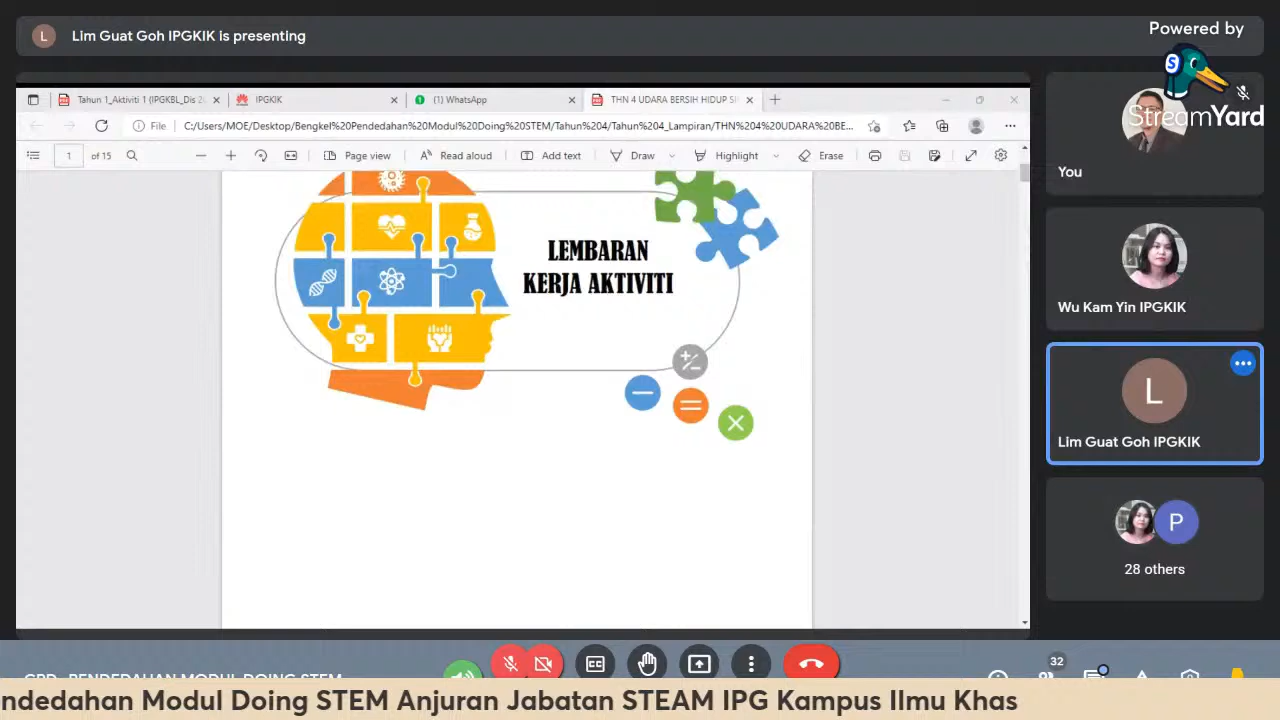 L
Lim Guat Goh IPGKIK is presenting
Powered by
S
StreamYard
Tahun 1_Aktiviti 1 (IPGKBL_Dis 2
IPGKIK
(1) WhatsApp
THN 4 UDARA BERSIH HIDUP SI
File
C:/Users/MOE/Desktop/Bengkel%20Pendedahan%20Modul%20Doing%20STEM/Tahun%204/Tahun%204_Lampiran/THN%204%20UDARA%20BE...
1
of 15
Page view
Read aloud
Add text
Draw
Highlight
Erase
LEMBARAN
KERJA AKTIVITI
You
Wu Kam Yin IPGKIK
L
Lim Guat Goh IPGKIK
P
28 others
CC
32
ndedahan Modul Doing STEM Anjuran Jabatan STEAM IPG Kampus Ilmu Khas